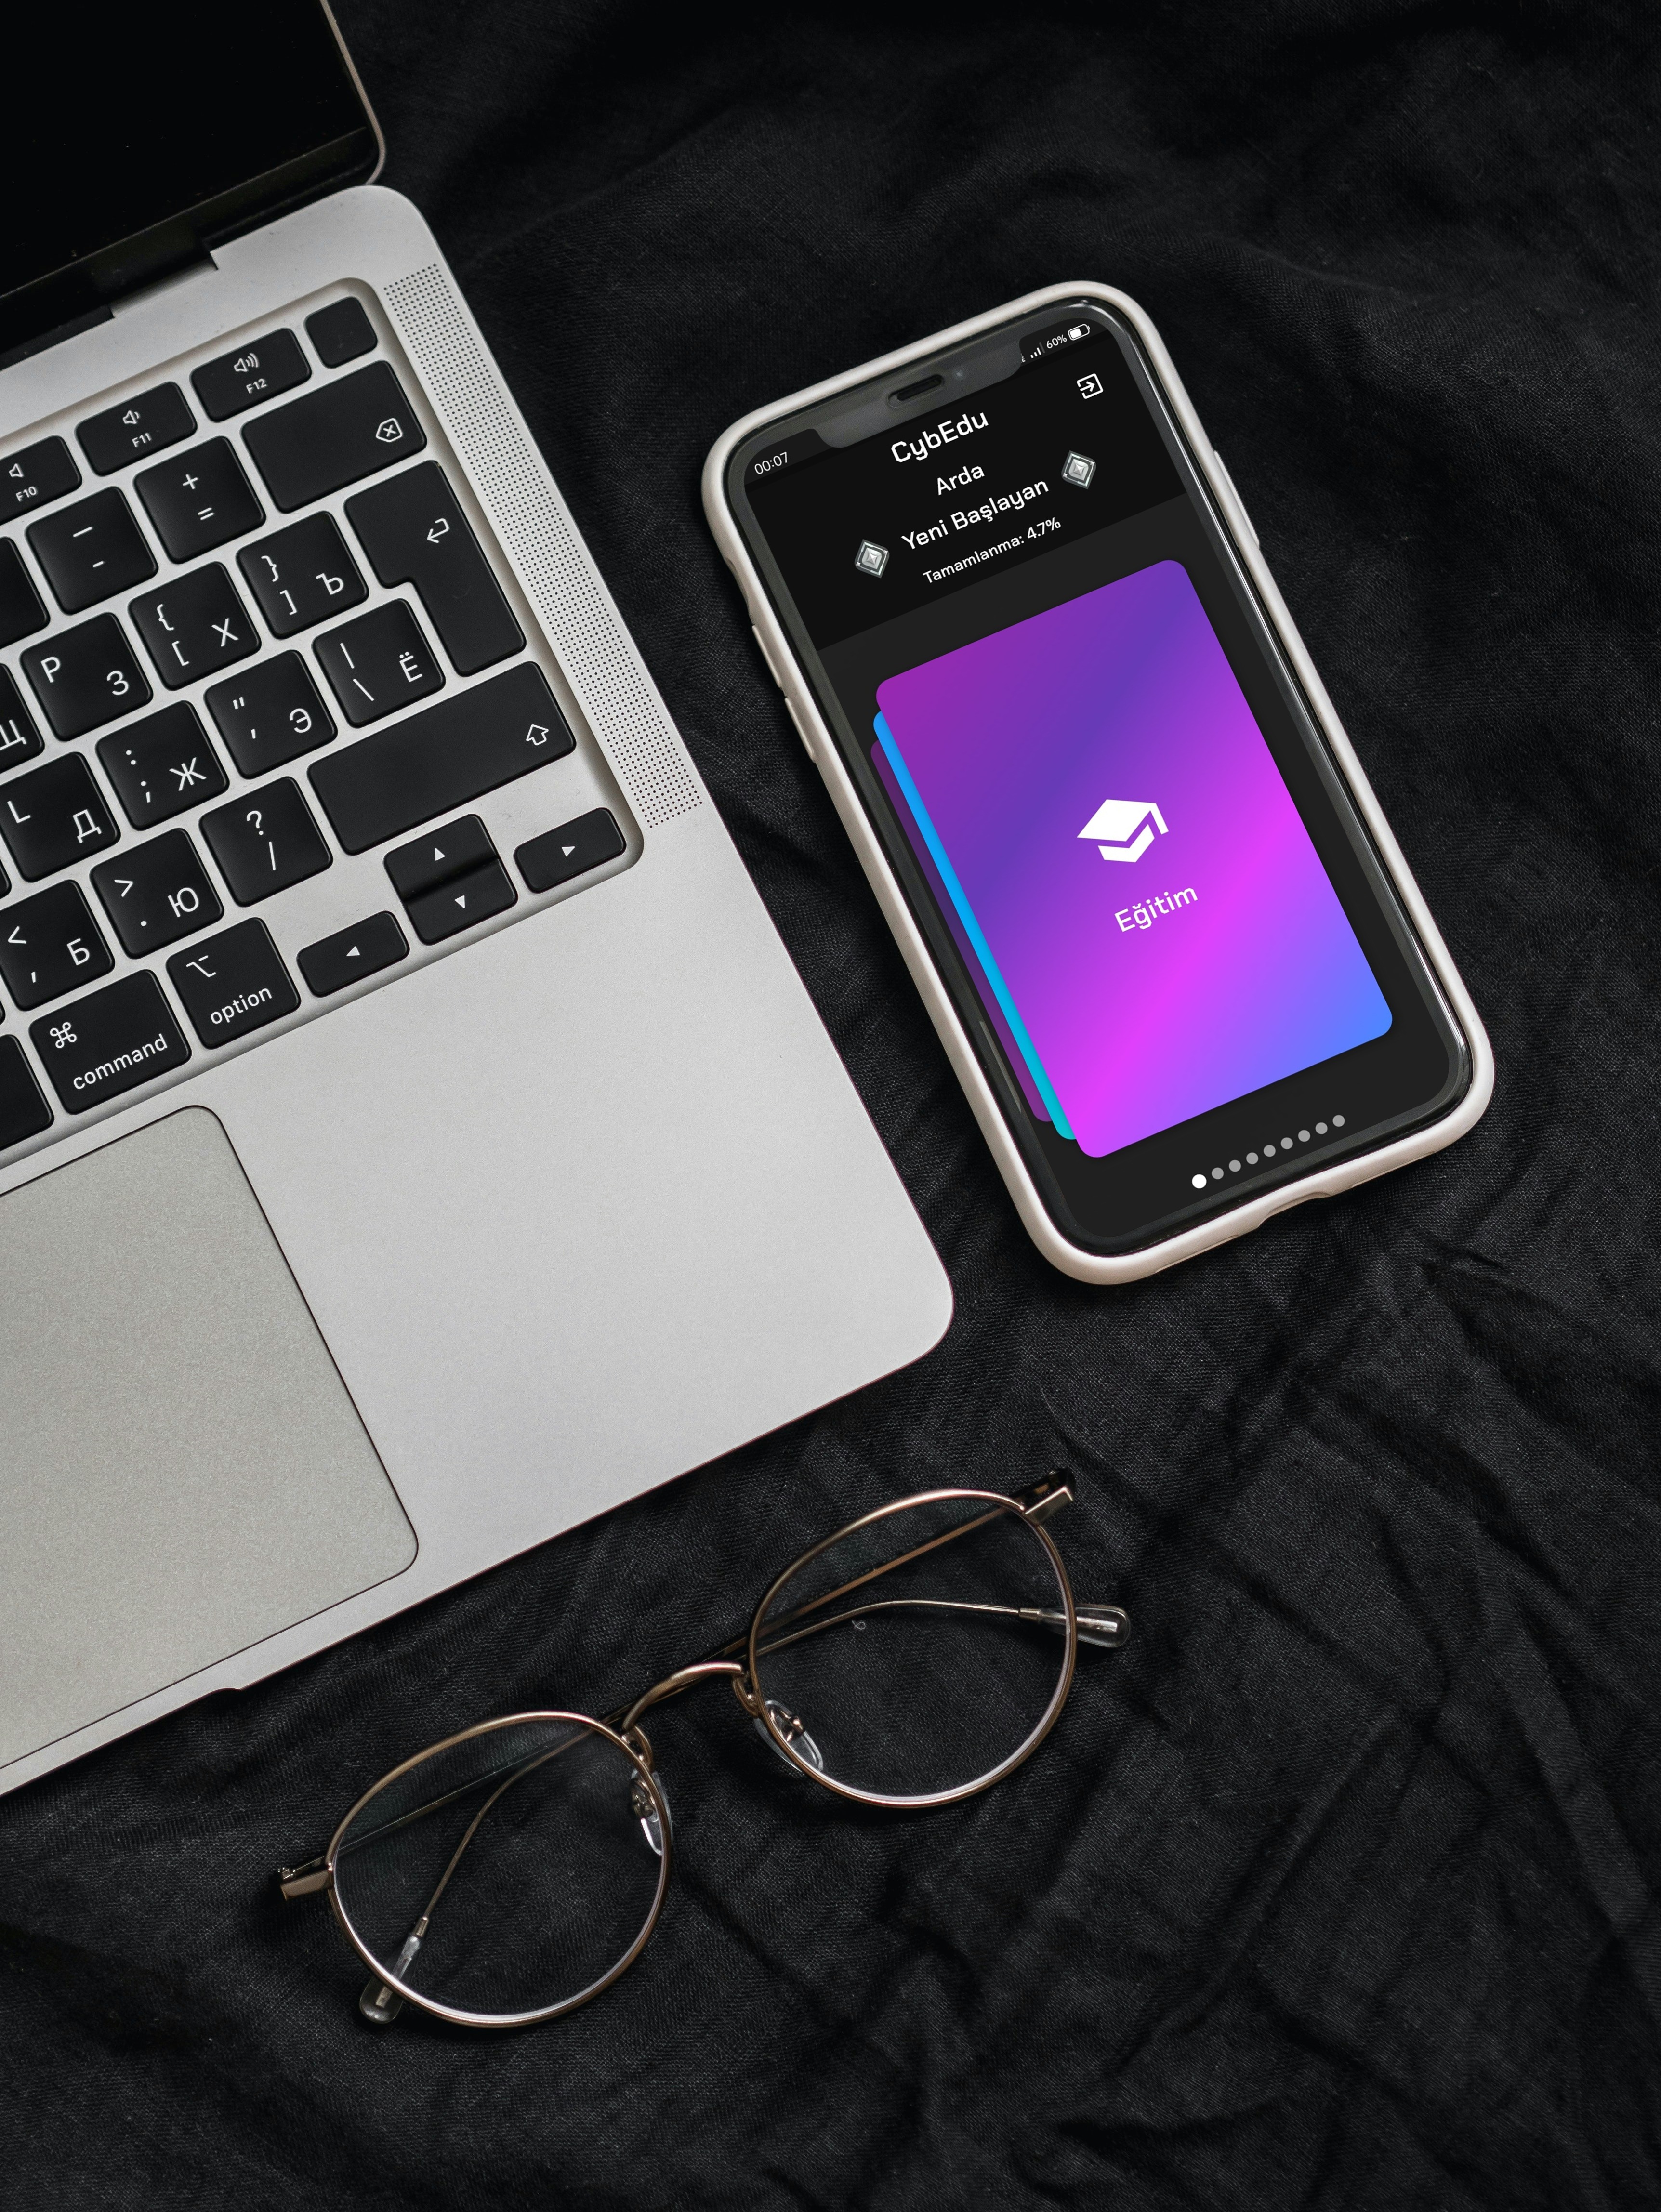 F10
F11
F12
+
=
–
-
}
] Ъ
{
[ Х
P З
|
\ Ё
"
' Э
:
; Ж
L Д
Щ
?
/
>
. Ю
<
, Б
option
command
00:07
60%
CybEdu
Arda
Yeni Başlayan
Tamamlanma: 4.7%
Eğitim